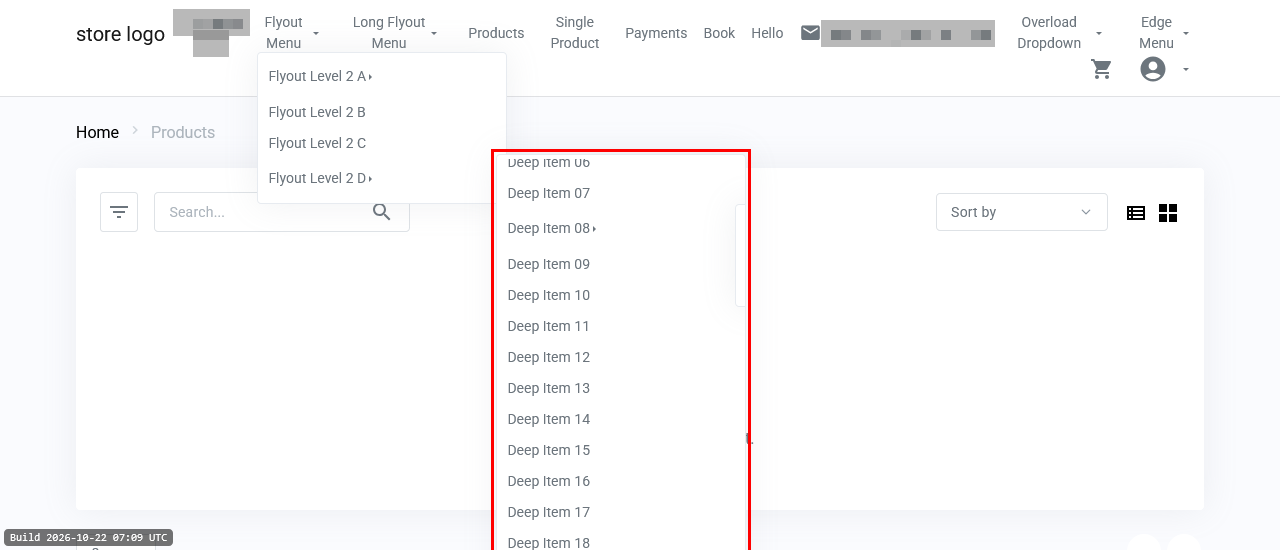 store logo
Flyout
Menu
Long Flyout
Menu
Products
Single
Product
Payments
Book
Hello
Overload
Dropdown
Edge
Menu
Flyout Level 2 A
Flyout Level 2 B
Flyout Level 2 C
Flyout Level 2 D
Home
Products
Search...
Sort by
Deep Item 06
Deep Item 07
Deep Item 08
Deep Item 09
Deep Item 10
Deep Item 11
Deep Item 12
Deep Item 13
Deep Item 14
Deep Item 15
Deep Item 16
Deep Item 17
Deep Item 18
Build 2026-10-22 07:09 UTC